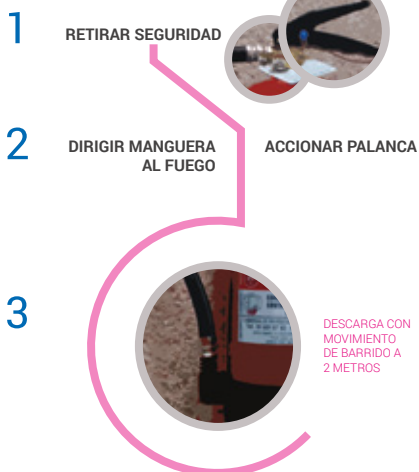 1
RETIRAR SEGURIDAD
2
DIRIGIR MANGUERA
AL FUEGO
ACCIONAR PALANCA
3
DESCARGA CON
MOVIMIENTO
DE BARRIDO A
2 METROS